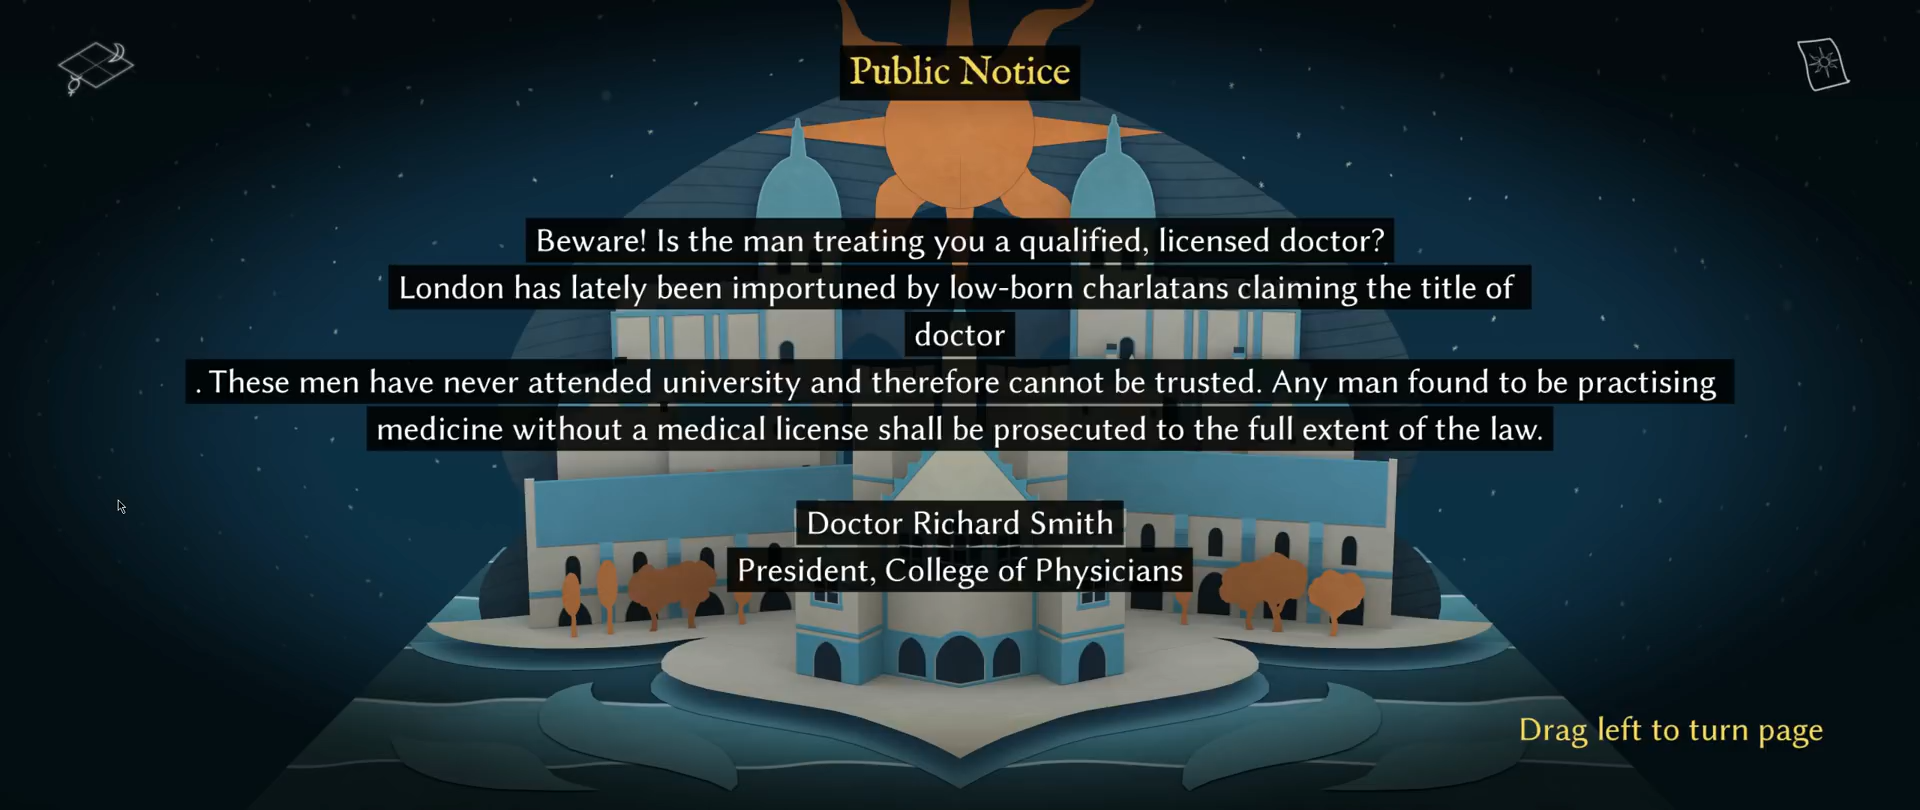 Public Notice
Beware! Is the man treating you a qualified, licensed doctor?
London has lately been importuned by low-born charlatans claiming the title of
doctor
. These men have never attended university and therefore cannot be trusted. Any man found to be practising
medicine without a medical license shall be prosecuted to the full extent of the law.
Doctor Richard Smith
President, College of Physicians
Drag left to turn page